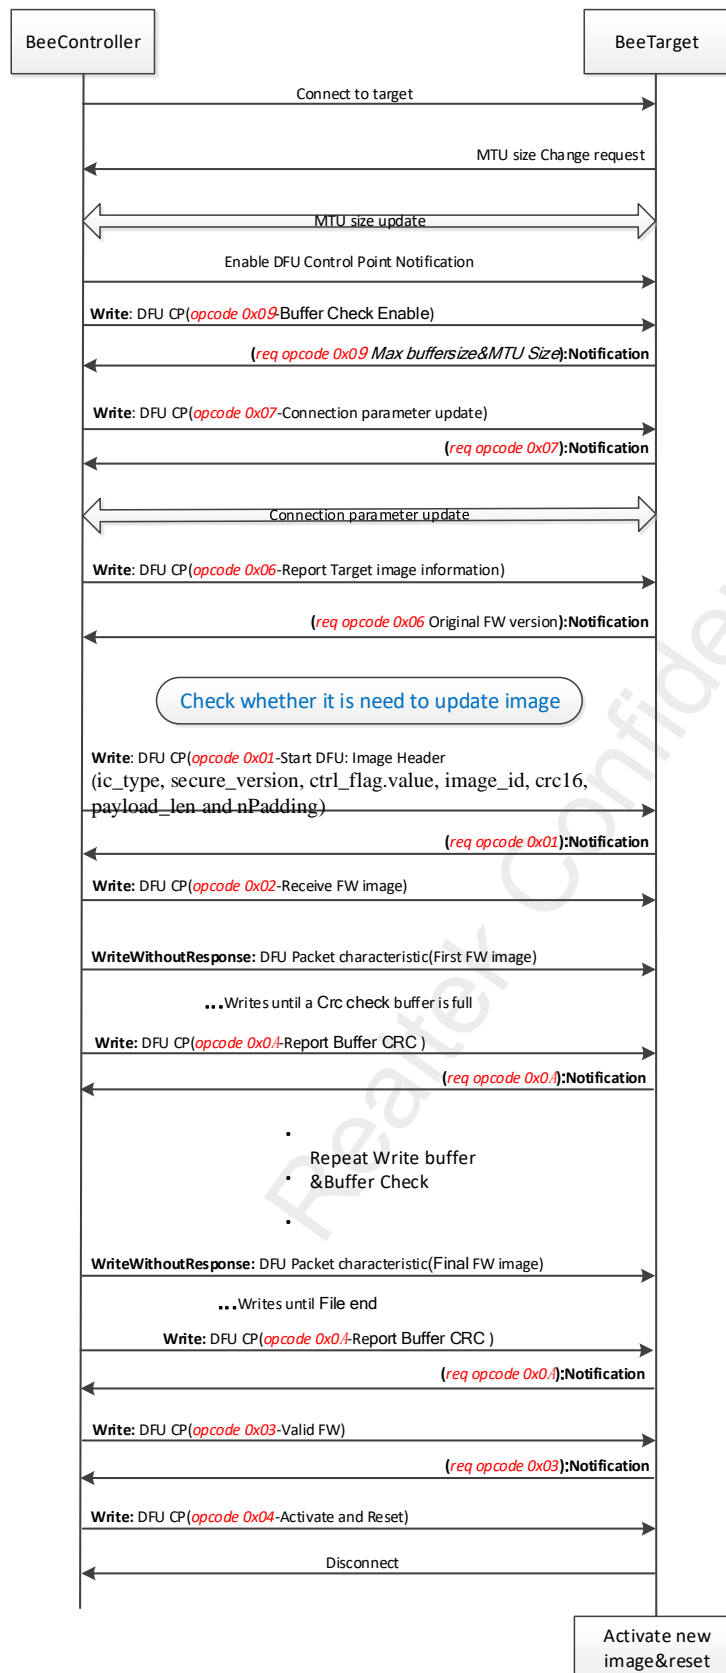 BeeController
BeeTarget
Connect to target
MTU size Change request
MTU size update
Enable DFU Control Point Notification
Write: DFU CP(opcode 0x09-Buffer Check Enable)
(req opcode 0x09 Max buffersize&MTU Size):Notification
Write: DFU CP(opcode 0x07-Connection parameter update)
(req opcode 0x07):Notification
Connection parameter update
Write: DFU CP(opcode 0x06-Report Target image information)
(req opcode 0x06 Original FW version):Notification
Check whether it is need to update image
Write: DFU CP(opcode 0x01-Start DFU: Image Header
(ic_type, secure_version, ctrl_flag.value, image_id, crc16,
payload_len and nPadding)
(req opcode 0x01):Notification
Write: DFU CP(opcode 0x02-Receive FW image)
WriteWithoutResponse: DFU Packet characteristic(First FW image)
...Writes until a Crc check buffer is full
Write: DFU CP(opcode 0x0A-Report Buffer CRC )
(req opcode 0x0A):Notification
Repeat Write buffer
&Buffer Check
WriteWithoutResponse: DFU Packet characteristic(Final FW image)
...Writes until File end
Write: DFU CP(opcode 0x0A-Report Buffer CRC )
(req opcode 0x0A):Notification
Write: DFU CP(opcode 0x03-Valid FW)
(req opcode 0x03):Notification
Write: DFU CP(opcode 0x04-Activate and Reset)
Disconnect
Activate new
image&reset
Realtek Confiden